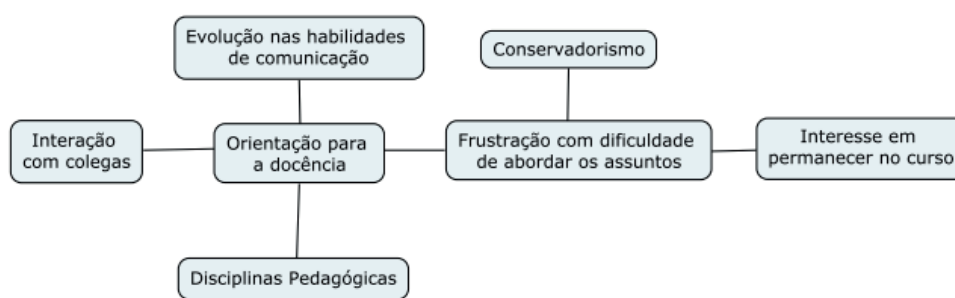 Evolução nas habilidades
de comunicação
Conservadorismo
Interação
com colegas
Orientação para
a docência
Frustração com dificuldade
de abordar os assuntos
Interesse em
permanecer no curso
Disciplinas Pedagógicas